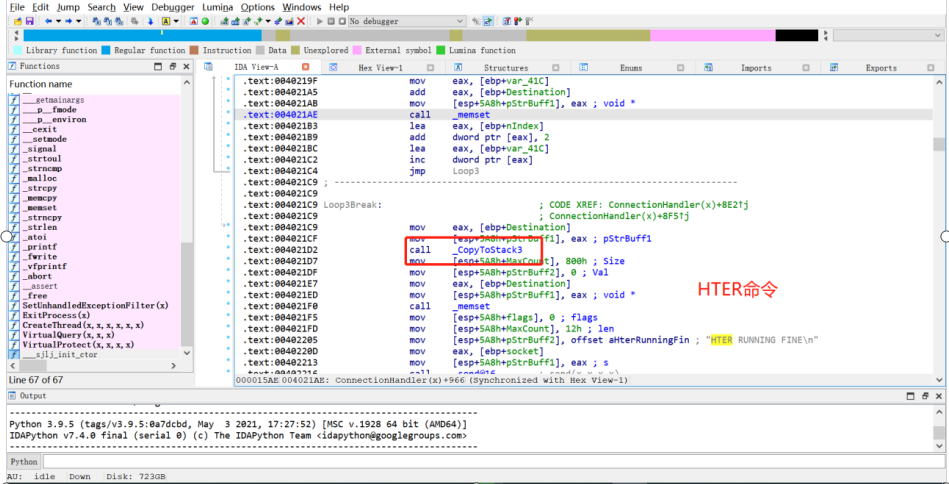 File Edit Jump Search View Debugger Lumina Options Windows Help
No debugger
Library function Regular function Instruction Data Unexplored External symbol Lumina function
Functions
IDA View-A Hex View-1 Structures Enums Imports Exports
Function name
___getmainargs
___p__fmode
___p__environ
__cexit
__setmode
_signal
_strtoul
_strncmp
_malloc
_strcpy
_memcpy
_memset
_strncpy
_strlen
_atoi
_printf
_fwrite
_vfprintf
_abort
__assert
_free
SetUnhandledExceptionFilter(x)
ExitProcess(x)
CreateThread(x,x,x,x,x,x)
VirtualQuery(x,x,x)
VirtualProtect(x,x,x,x)
___sjlj_init_ctor
Line 67 of 67
.text:0040219F mov eax, [ebp+var_41C]
.text:004021A5 add eax, [ebp+Destination]
.text:004021AB mov [esp+5A8h+pStrBuff1], eax ; void *
.text:004021AE call _memset
.text:004021B3 lea eax, [ebp+nIndex]
.text:004021B9 add dword ptr [eax], 2
.text:004021BC lea eax, [ebp+var_41C]
.text:004021C2 inc dword ptr [eax]
.text:004021C4 jmp Loop3
.text:004021C9 ; ---------------------------------------------------------------------------
.text:004021C9
.text:004021C9 Loop3Break: ; CODE XREF: ConnectionHandler(x)+8E2↑j
.text:004021C9 ; ConnectionHandler(x)+8F5↑j
.text:004021C9 mov eax, [ebp+Destination]
.text:004021CF mov [esp+5A8h+pStrBuff1], eax ; pStrBuff1
.text:004021D2 call _CopyToStack3
.text:004021D7 mov [esp+5A8h+MaxCount], 800h ; Size
.text:004021DF mov [esp+5A8h+pStrBuff2], 0 ; Val
.text:004021E7 mov eax, [ebp+Destination]
.text:004021ED mov [esp+5A8h+pStrBuff1], eax ; void *
.text:004021F0 call _memset
.text:004021F5 mov [esp+5A8h+flags], 0 ; flags
.text:004021FD mov [esp+5A8h+MaxCount], 12h ; len
.text:00402205 mov [esp+5A8h+pStrBuff2], offset aHterRunningFin ; "HTER RUNNING FINE\n"
.text:0040220D mov eax, [ebp+socket]
.text:00402213 mov [esp+5A8h+pStrBuff1], eax ; s
.text:00402216 call _send@16 ; send(x,x,x,x)
HTER命令
000015AE 004021AE: ConnectionHandler(x)+966 (Synchronized with Hex View-1)
Output
Python 3.9.5 (tags/v3.9.5:0a7dcbd, May 3 2021, 17:27:52) [MSC v.1928 64 bit (AMD64)]
IDAPython v7.4.0 final (serial 0) (c) The IDAPython Team <idapython@googlegroups.com>
Python
AU: idle Down Disk: 723GB